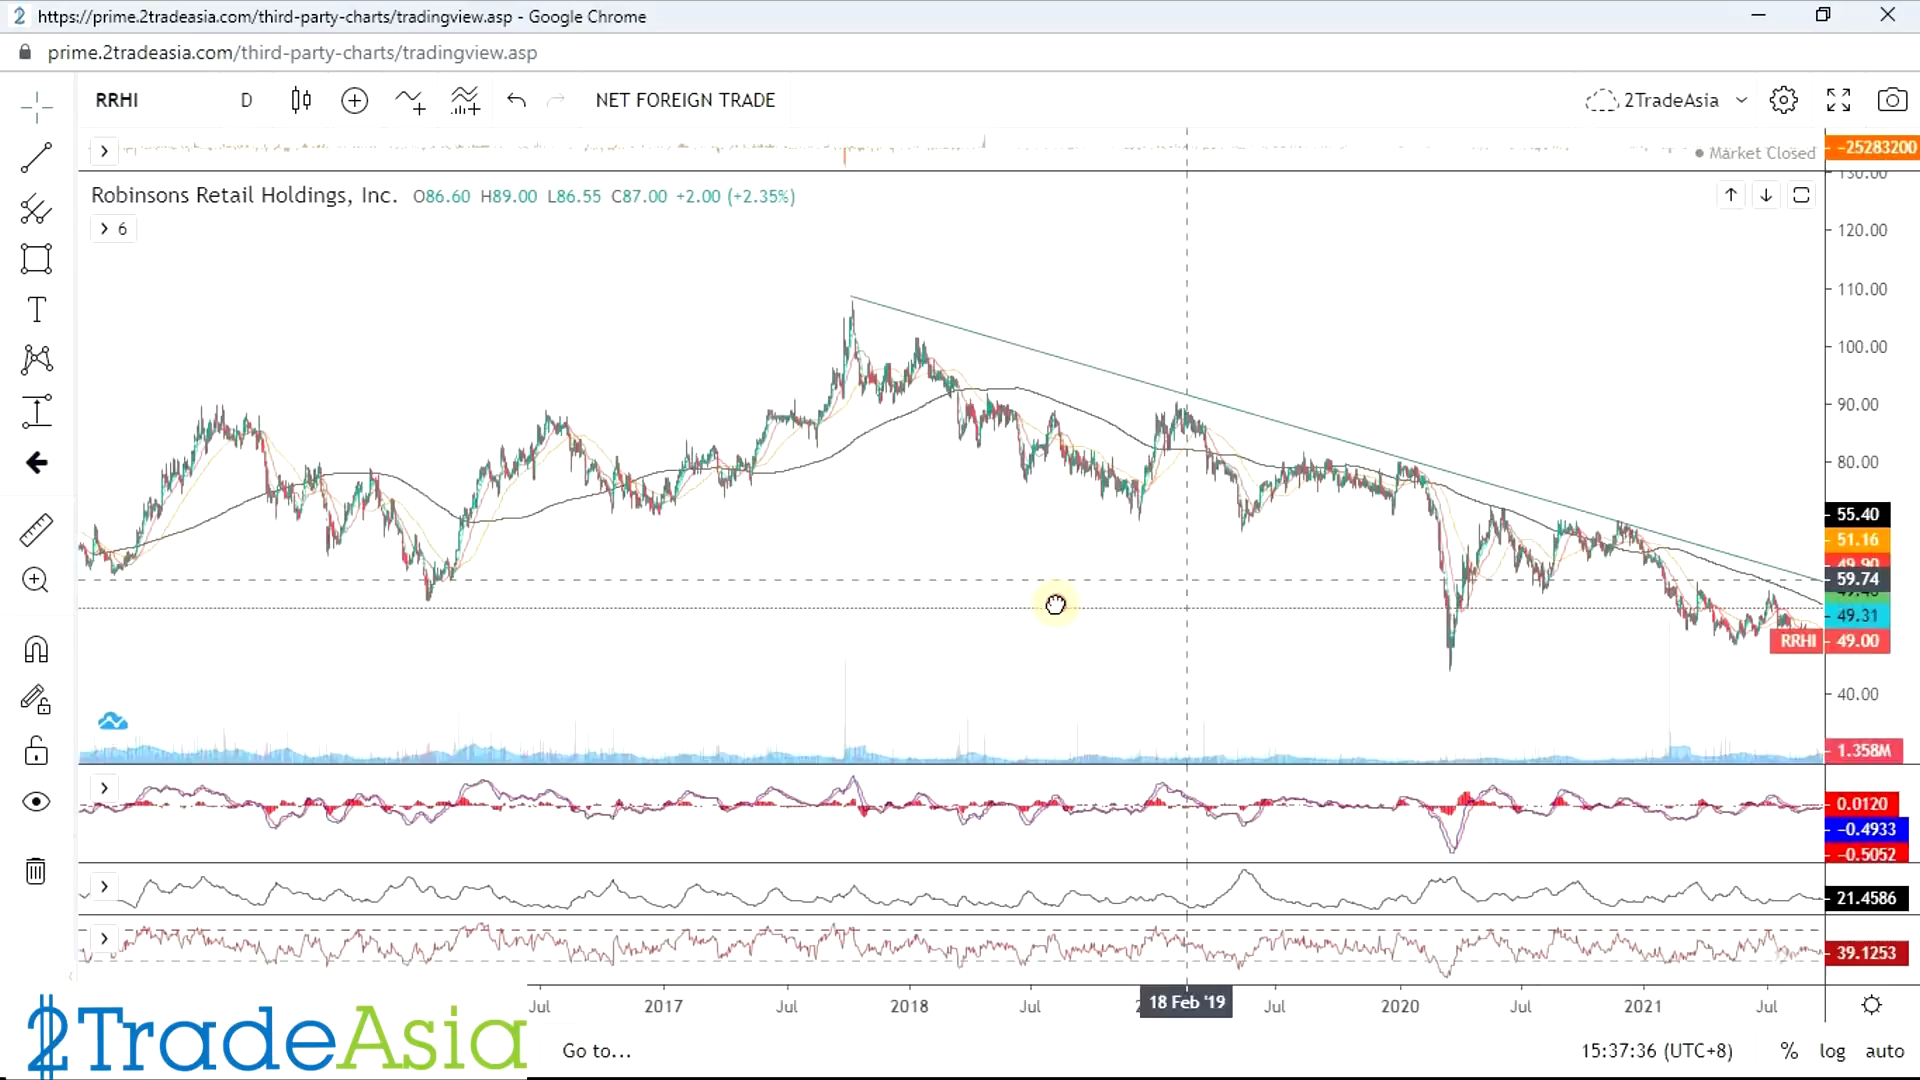 https://prime.2tradeasia.com/third-party-charts/tradingview.asp - Google Chrome
prime.2tradeasia.com/third-party-charts/tradingview.asp
RRHI D NET FOREIGN TRADE 2TradeAsia
Market Closed -25283200
Robinsons Retail Holdings, Inc. O86.60 H89.00 L86.55 C87.00 +2.00 (+2.35%)
6
130.00
120.00
110.00
100.00
90.00
80.00
55.40
51.16
49.90
59.74
49.31
RRHI 49.00
40.00
1.358M
0.0120
-0.4933
-0.5052
21.4586
39.1253
Jul 2017 Jul 2018 Jul 18 Feb '19 Jul 2020 Jul 2021 Jul
2TradeAsia
Go to... 15:37:36 (UTC+8) % log auto